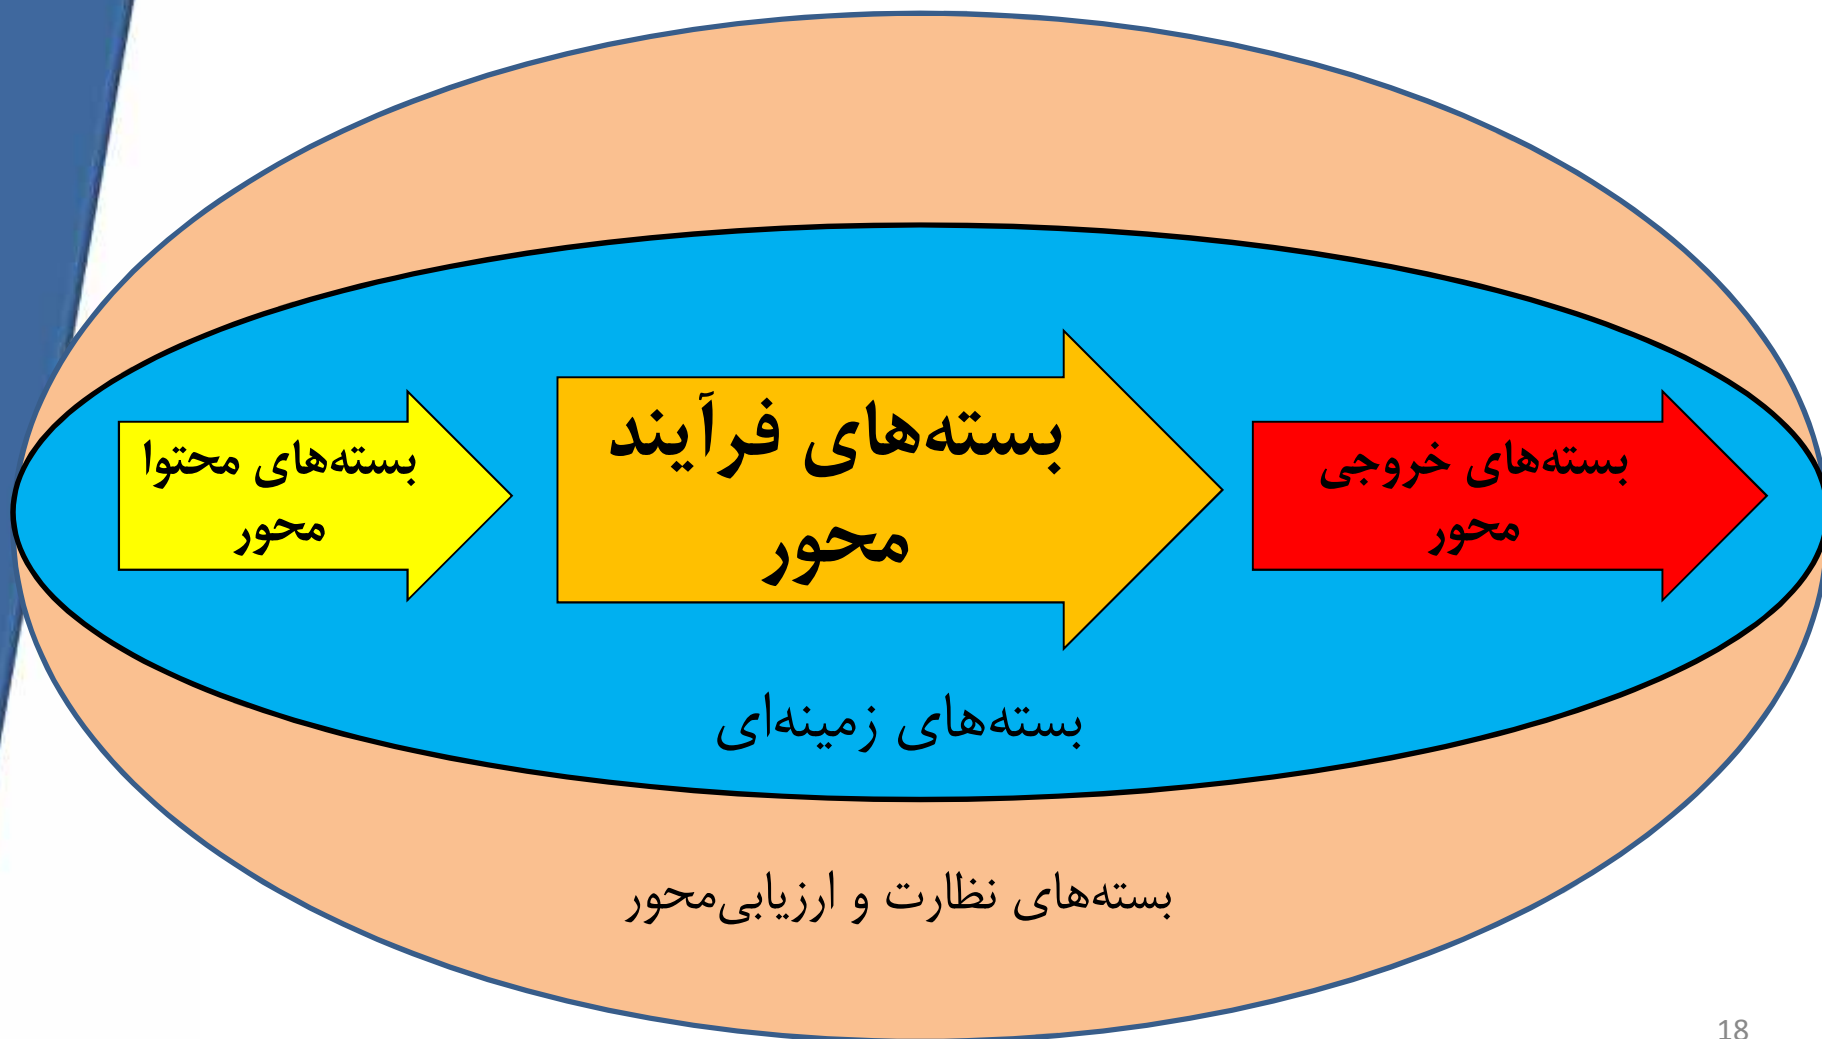 بسته‌های محتوا
محور
بسته‌های فرآیند
محور
بسته‌های خروجی
محور
بسته‌های زمینه‌ای
بسته‌های نظارت و ارزیابی‌محور
18